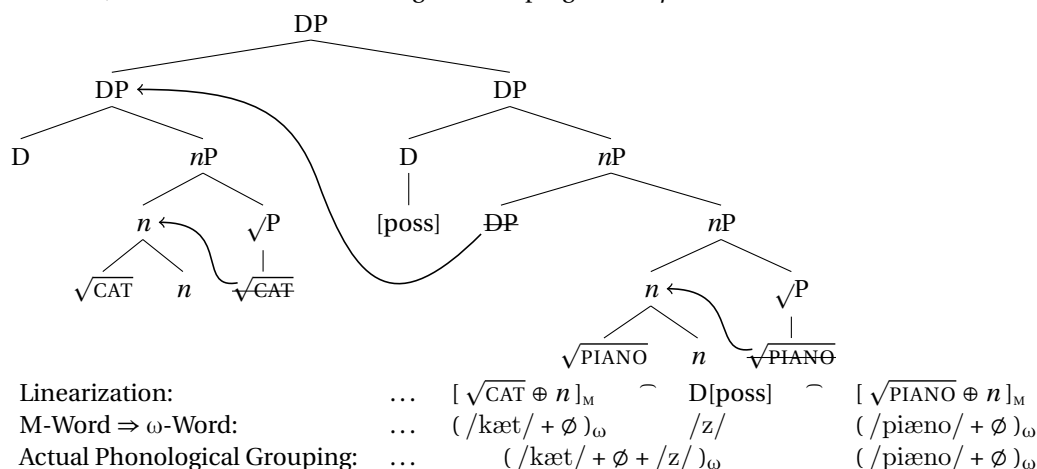 DP
DP DP
D nP D nP
n √P [poss] DP nP
√CAT n √CAT n √P
√PIANO n √PIANO
Linearization: … [ √CAT ⊕ n ]M ⁀ D[poss] ⁀ [ √PIANO ⊕ n ]M
M-Word ⇒ ω-Word: … ( /kæt/ + ∅ )ω /z/ ( /piæno/ + ∅ )ω
Actual Phonological Grouping: … ( /kæt/ + ∅ + /z/ )ω ( /piæno/ + ∅ )ω